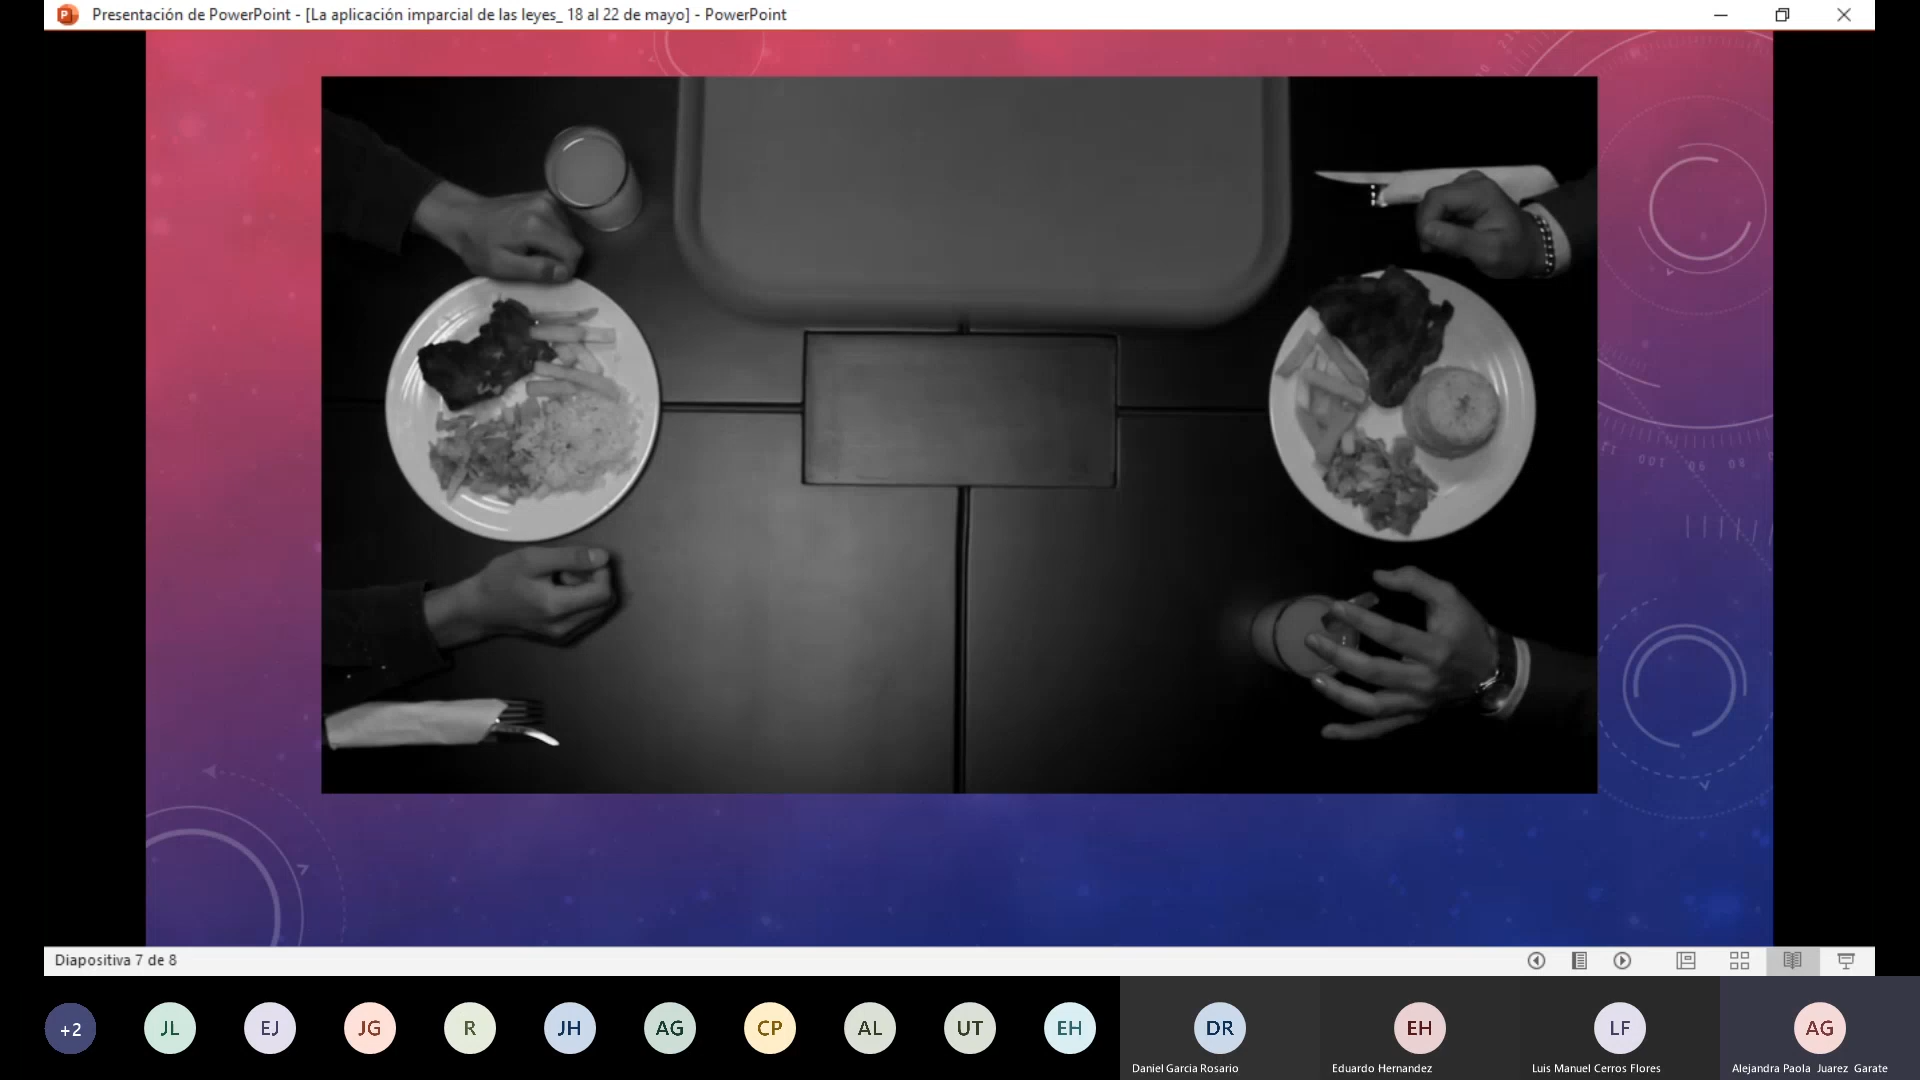 Presentación de PowerPoint - [La aplicación imparcial de las leyes_ 18 al 22 de mayo] - PowerPoint
Diapositiva 7 de 8
+2
JL
EJ
JG
R
JH
AG
CP
AL
UT
EH
DR
EH
LF
AG
Daniel Garcia Rosario
Eduardo Hernandez
Luis Manuel Cerros Flores
Alejandra Paola Juarez Garate